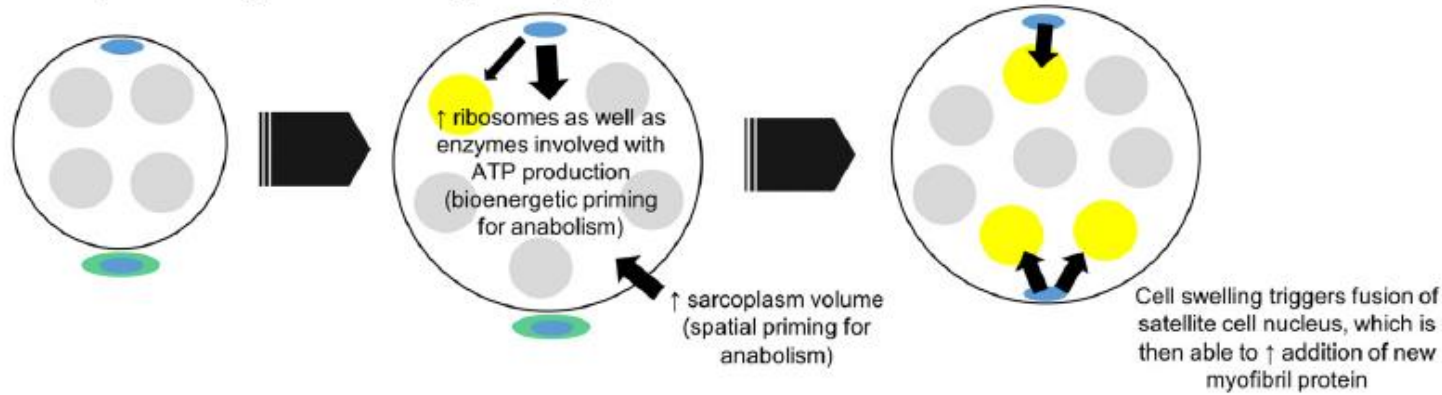 ↑ ribosomes as well as
enzymes involved with
ATP production
(bioenergetic priming
for anabolism)
↑ sarcoplasm volume
(spatial priming for
anabolism)
Cell swelling triggers fusion of
satellite cell nucleus, which is
then able to ↑ addition of new
myofibril protein